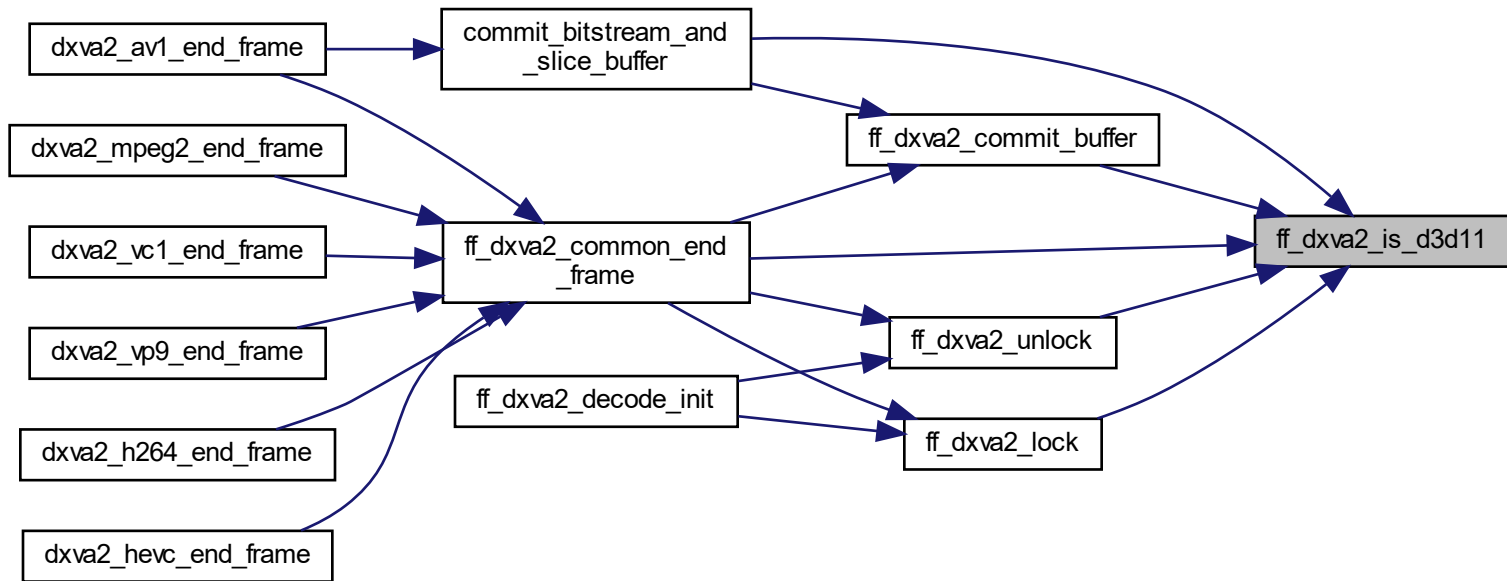 dxva2_av1_end_frame
commit_bitstream_and
_slice_buffer
dxva2_mpeg2_end_frame
ff_dxva2_commit_buffer
dxva2_vc1_end_frame
ff_dxva2_common_end
_frame
ff_dxva2_is_d3d11
dxva2_vp9_end_frame
ff_dxva2_unlock
ff_dxva2_decode_init
dxva2_h264_end_frame
ff_dxva2_lock
dxva2_hevc_end_frame